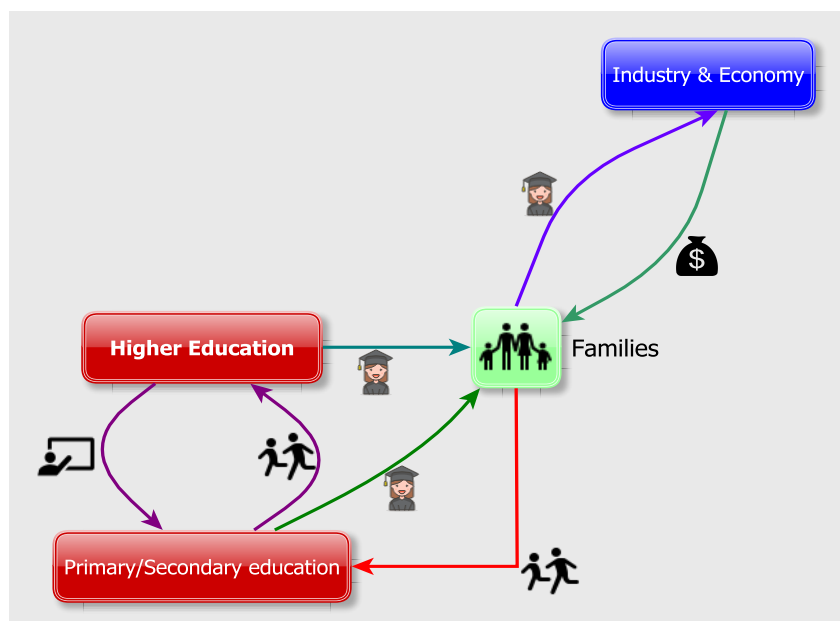 Industry & Economy
$
Higher Education
Families
Primary/Secondary education